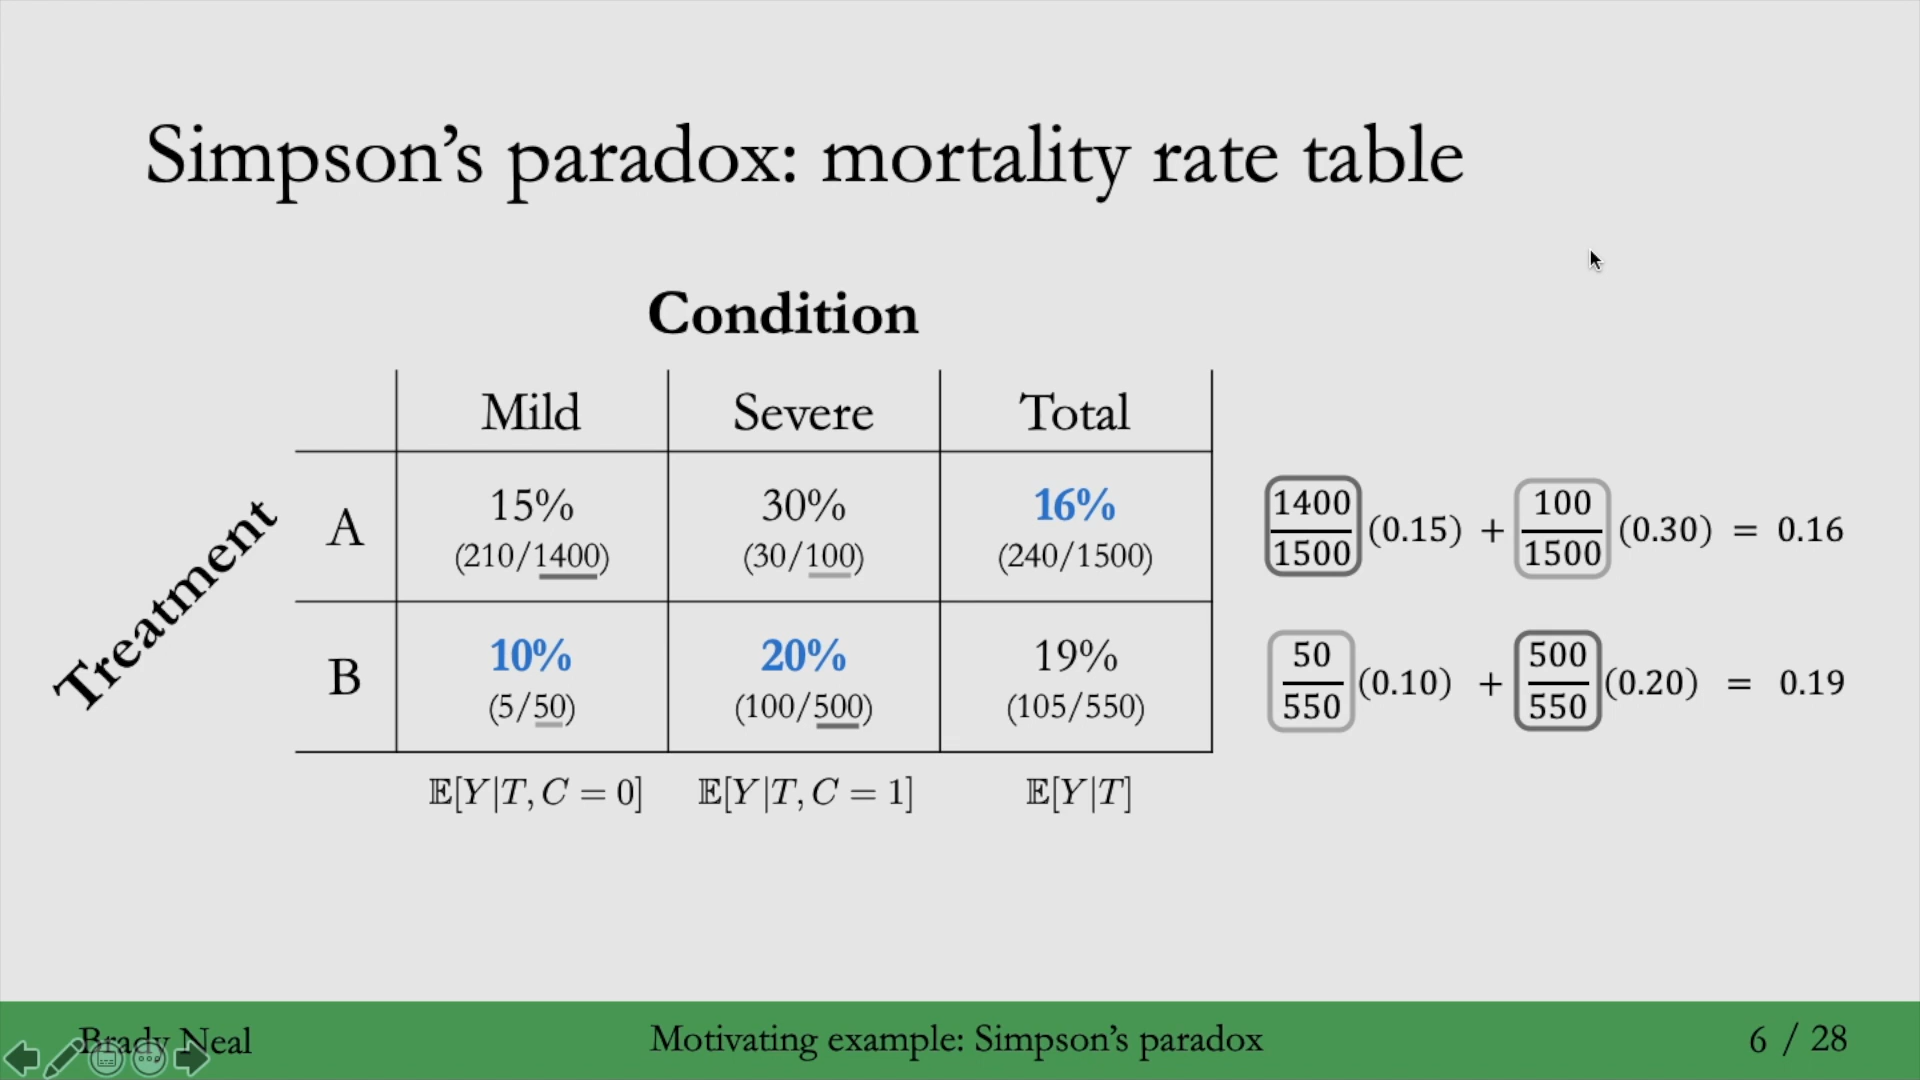 Simpson's paradox: mortality rate table
Condition
Mild Severe Total
Treatment
A
15% 30% 16%
(210/1400) (30/100) (240/1500)
1400/1500 (0.15) + 100/1500 (0.30) = 0.16
B
10% 20% 19%
(5/50) (100/500) (105/550)
50/550 (0.10) + 500/550 (0.20) = 0.19
𝔼[Y|T, C = 0] 𝔼[Y|T, C = 1] 𝔼[Y|T]
Brady Neal Motivating example: Simpson's paradox 6 / 28